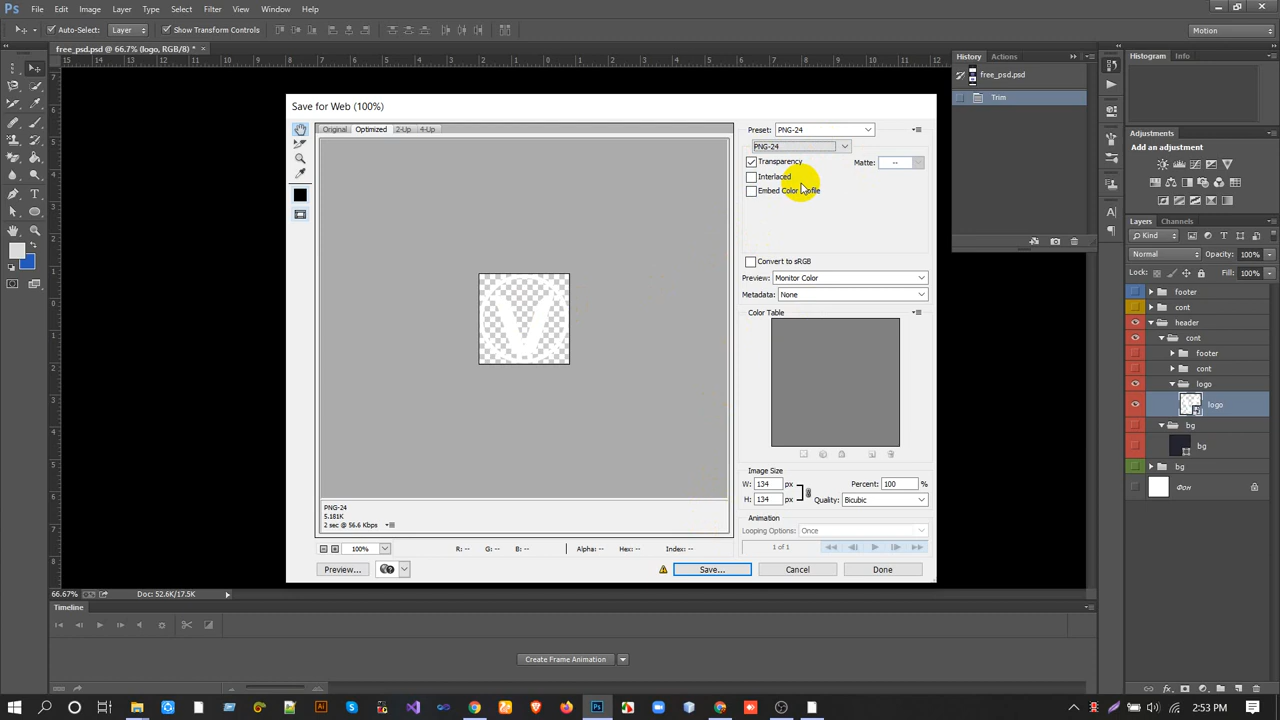 Ps File Edit Image Layer Type Select Filter View Window Help
Auto-Select: Layer Show Transform Controls Motion
free_psd.psd @ 66.7% (logo, RGB/8) * ×
History Actions
free_psd.psd
Trim
Histogram Info
Save for Web (100%)
Original Optimized 2-Up 4-Up
Preset: PNG-24
PNG-24
Transparency Matte: --
Interlaced
Embed Color Profile
Convert to sRGB
Preview: Monitor Color
Metadata: None
Color Table
Image Size
W: 134 px Percent: 100 %
H: 134 px Quality: Bicubic
Animation
Looping Options: Once
1 of 1
PNG-24
5.181K
2 sec @ 56.6 Kbps
100% R: -- G: -- B: -- Alpha: -- Hex: -- Index: --
Preview... Save... Cancel Done
Adjustments
Add an adjustment
Layers Channels
Kind
Normal Opacity: 100%
Lock: Fill: 100%
footer
cont
header
cont
footer
cont
logo
logo
bg
bg
bg
Фон
66.67% Doc: 52.6K/17.5K
Timeline
Create Frame Animation
2:53 PM